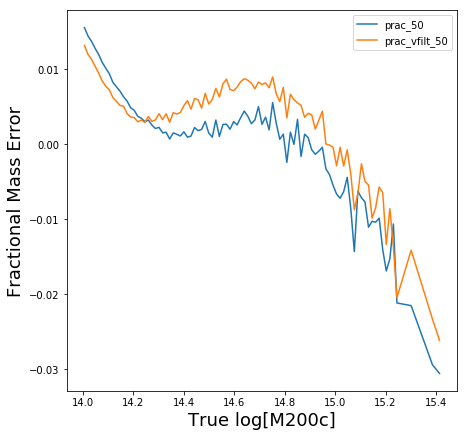 prac_50
prac_vfilt_50
Fractional Mass Error
0.01
0.00
−0.01
−0.02
−0.03
14.0 14.2 14.4 14.6 14.8 15.0 15.2 15.4
True log[M200c]